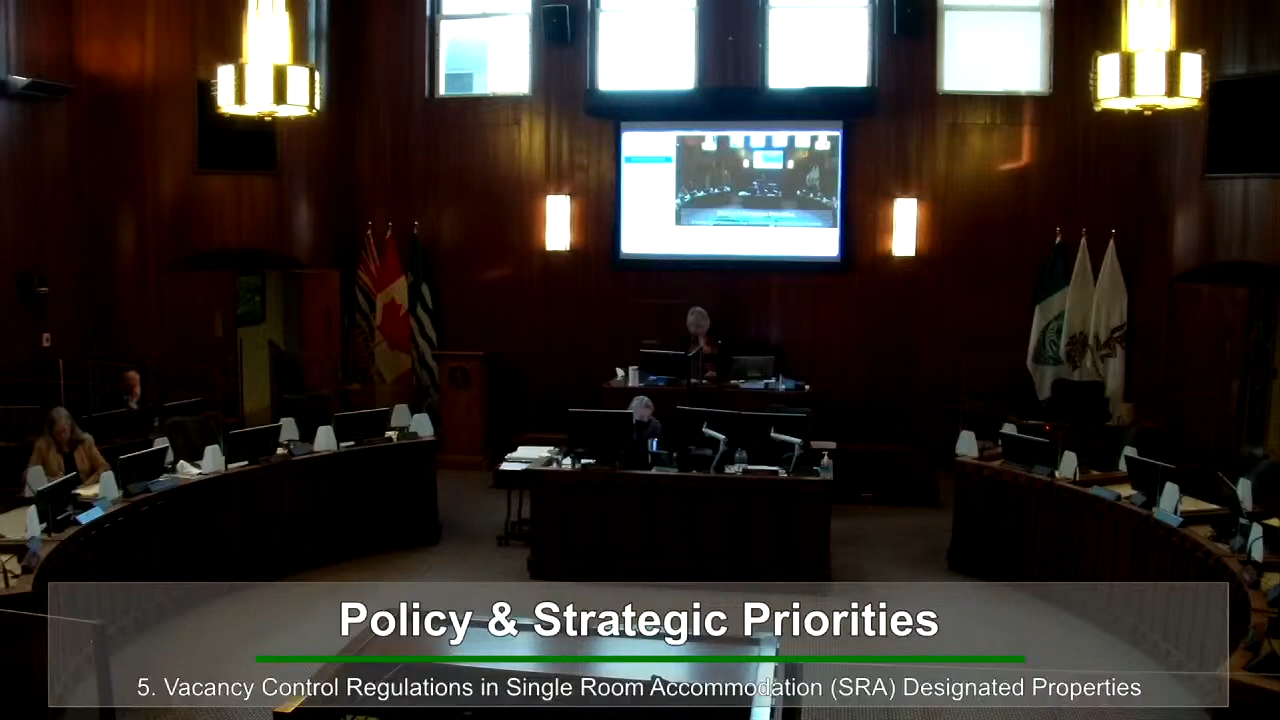 Policy & Strategic Priorities
5. Vacancy Control Regulations in Single Room Accommodation (SRA) Designated Properties